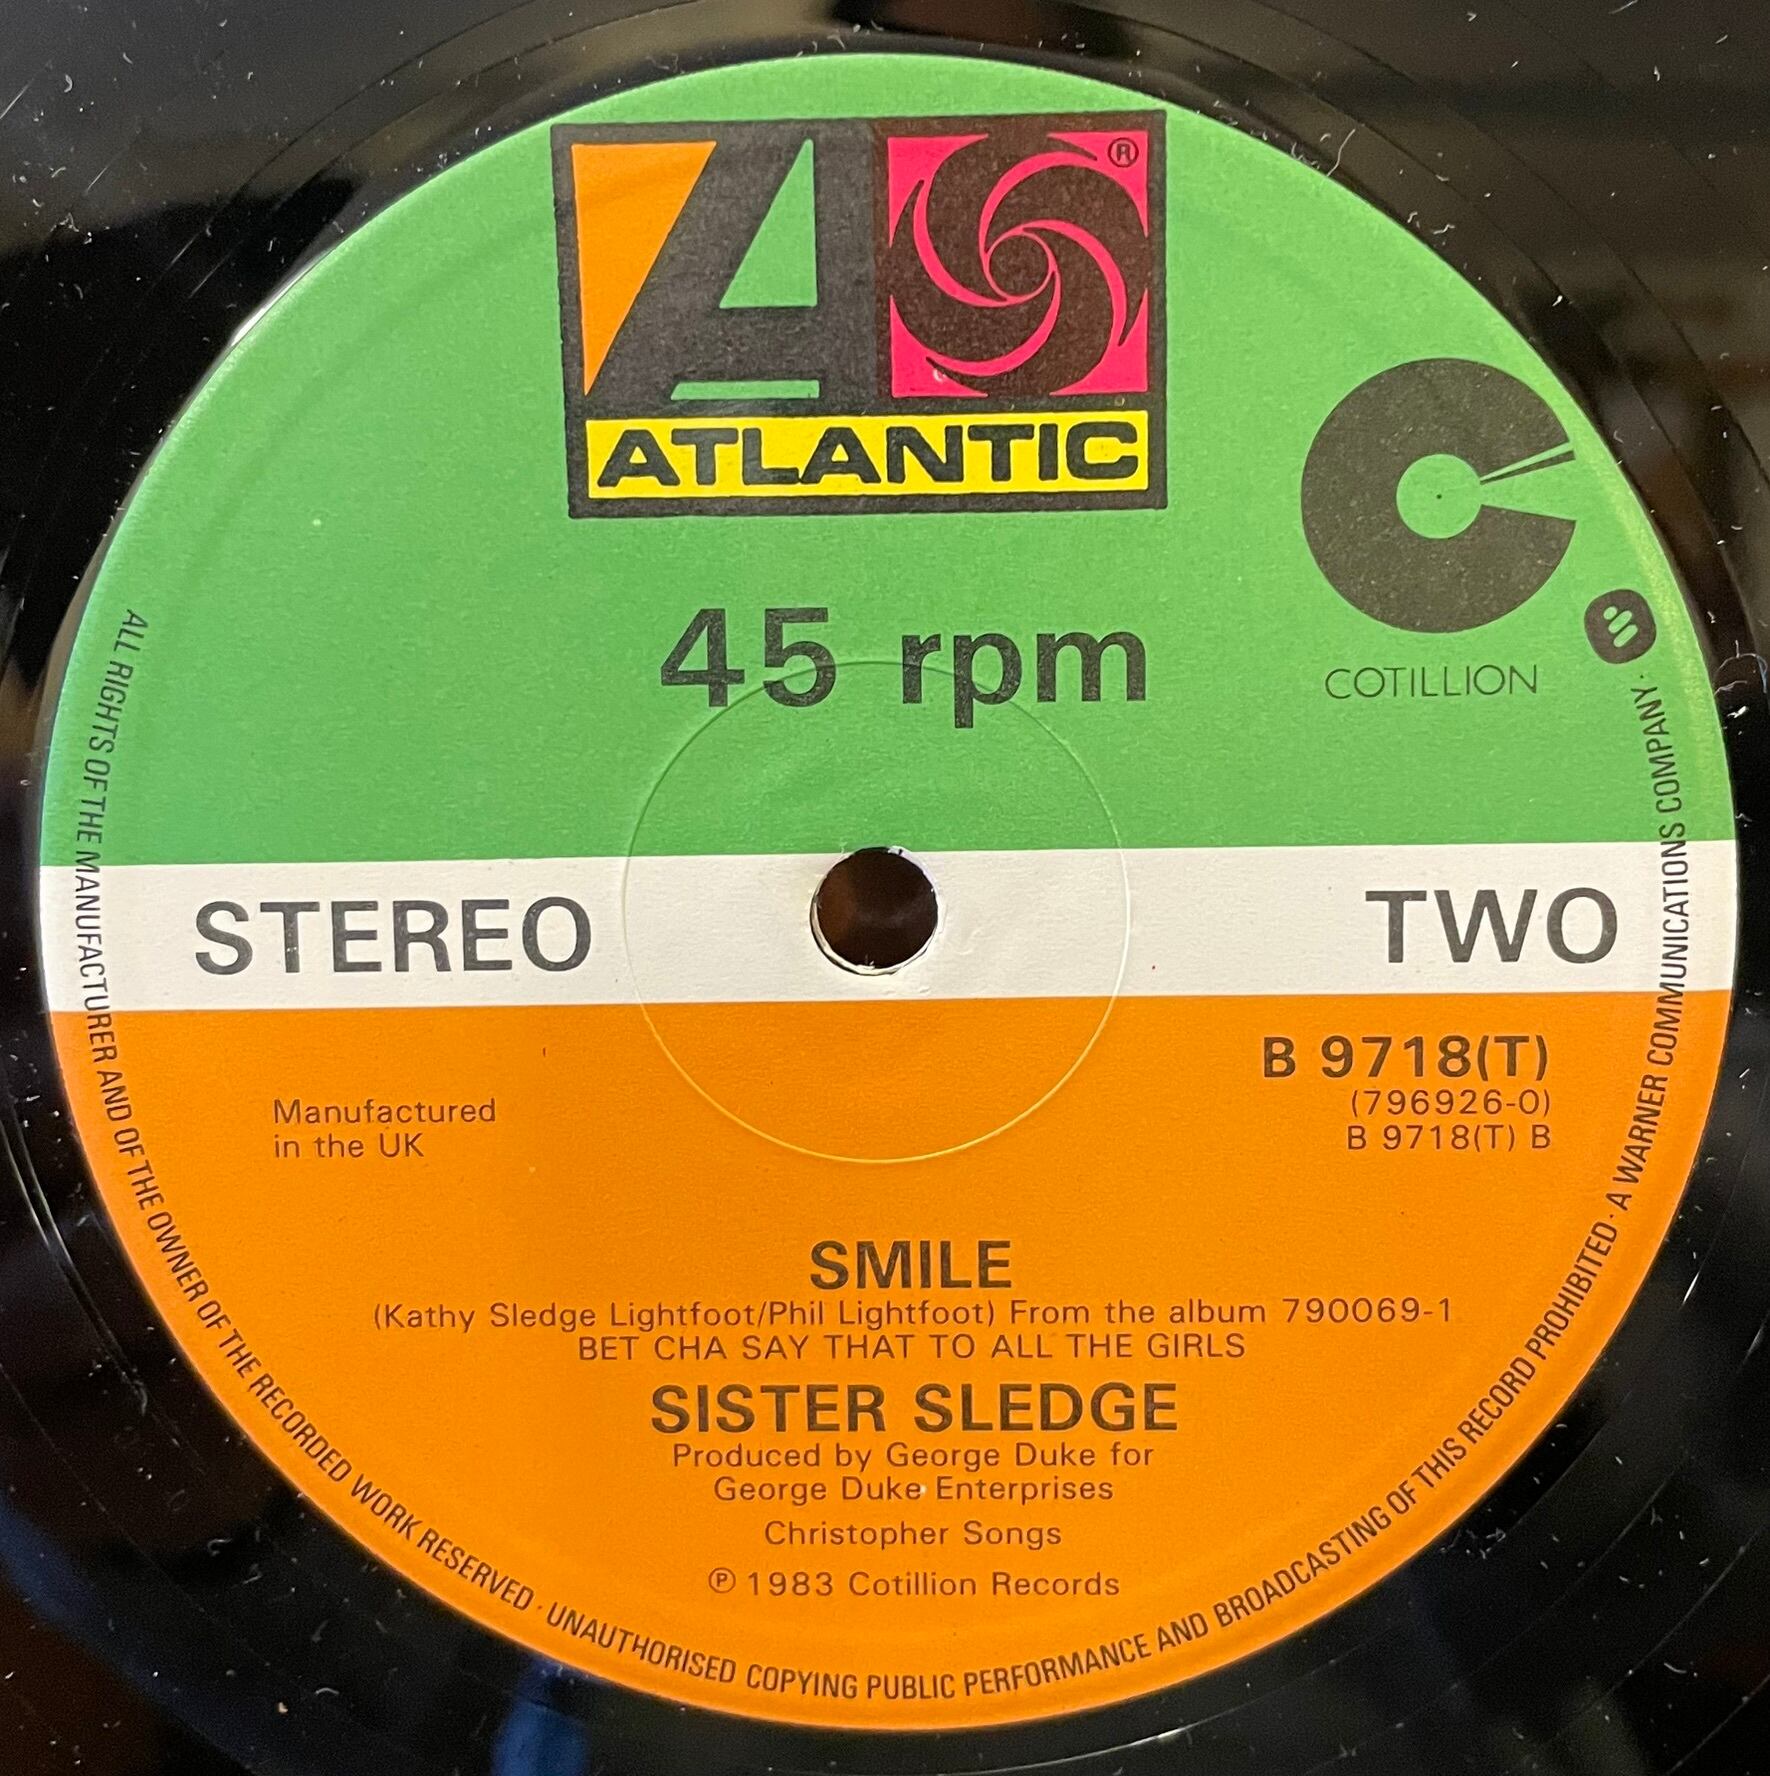 A
®
ATLANTIC
45 rpm
COTILLION
STEREO
TWO
B 9718(T)
(796926-0)
B 9718(T) B
Manufactured
in the UK
SMILE
(Kathy Sledge Lightfoot/Phil Lightfoot) From the album 790069-1
BET CHA SAY THAT TO ALL THE GIRLS
SISTER SLEDGE
Produced by George Duke for
George Duke Enterprises
Christopher Songs
℗ 1983 Cotillion Records
ALL RIGHTS OF THE MANUFACTURER AND OF THE OWNER OF THE RECORDED WORK RESERVED · UNAUTHORISED COPYING PUBLIC PERFORMANCE AND BROADCASTING OF THIS RECORD PROHIBITED · A WARNER COMMUNICATIONS COMPANY ·